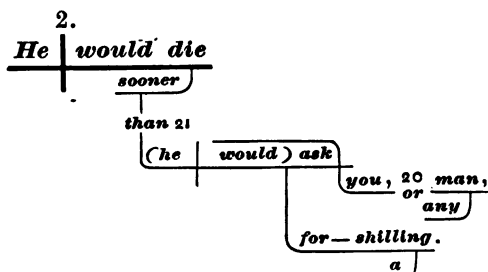 2.
He would die
sooner
than 21
(he would) ask
you, 20 man,
or
any
for — shilling.
a